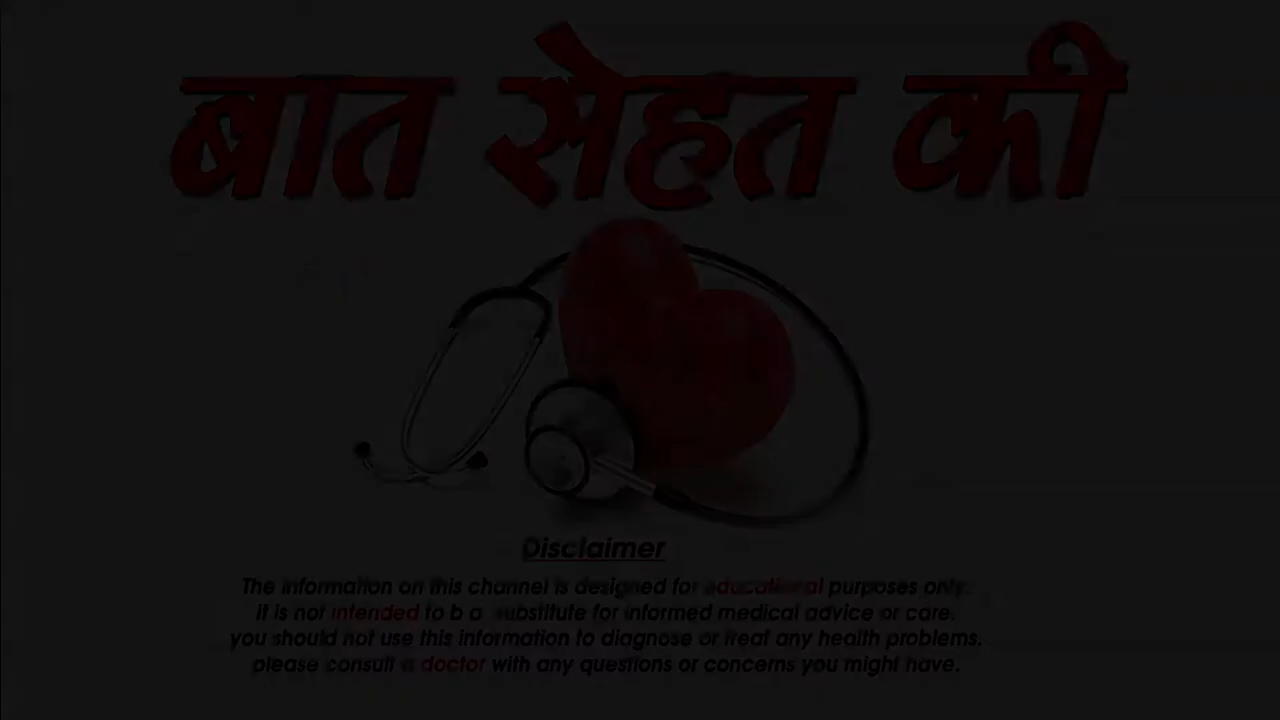 बात सेहत की
Disclaimer
The information on this channel is designed for educational purposes only.
it is not intended to b a substitute for informed medical advice or care.
you should not use this information to diagnose or treat any health problems.
please consult a doctor with any questions or concerns you might have.